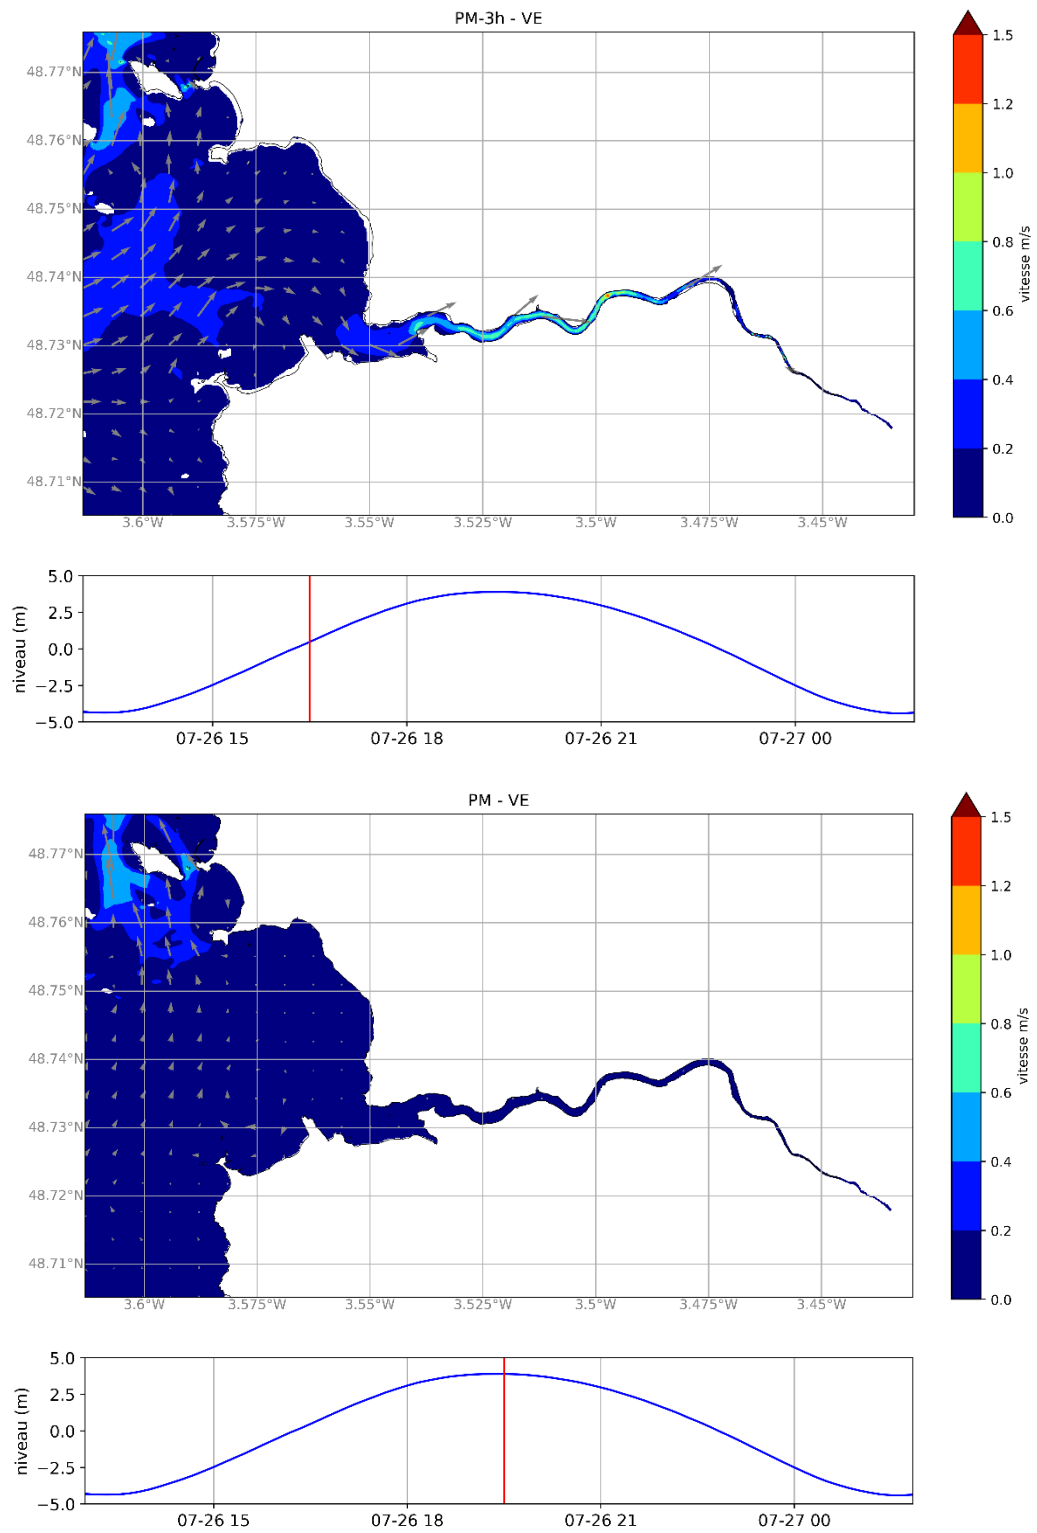 PM-3h - VE
48.77°N
48.76°N
48.75°N
48.74°N
48.73°N
48.72°N
48.71°N
3.6°W 3.575°W 3.55°W 3.525°W 3.5°W 3.475°W 3.45°W
1.5
1.2
1.0
0.8
0.6
0.4
0.2
0.0
vitesse m/s
5.0
2.5
0.0
−2.5
−5.0
niveau (m)
07-26 15 07-26 18 07-26 21 07-27 00
PM - VE
48.77°N
48.76°N
48.75°N
48.74°N
48.73°N
48.72°N
48.71°N
3.6°W 3.575°W 3.55°W 3.525°W 3.5°W 3.475°W 3.45°W
1.5
1.2
1.0
0.8
0.6
0.4
0.2
0.0
vitesse m/s
5.0
2.5
0.0
−2.5
−5.0
niveau (m)
07-26 15 07-26 18 07-26 21 07-27 00